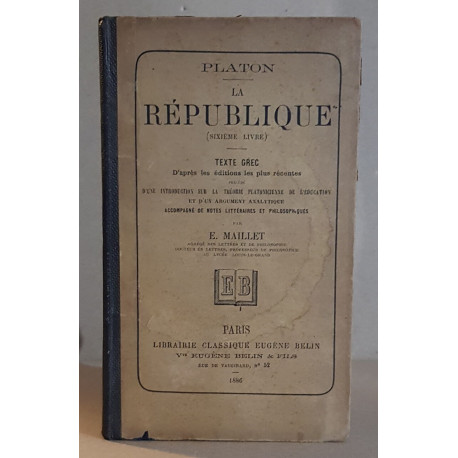 PLATON
LA
RÉPUBLIQUE
(SIXIÈME LIVRE)
TEXTE GREC
D'après les éditions les plus récentes
D'UNE INTRODUCTION SUR LA THÉORIE PLATONICIENNE DE L'ÉDUCATION
ET D'UN ARGUMENT ANALYTIQUE
ACCOMPAGNÉ DE NOTES LITTÉRAIRES ET PHILOSOPHIQUES
PAR
E. MAILLET
EB
PARIS
LIBRAIRIE CLASSIQUE EUGÈNE BELIN
Vve EUGÈNE BELIN & FILS
RUE DE VAUGIRARD, N° 52
1886